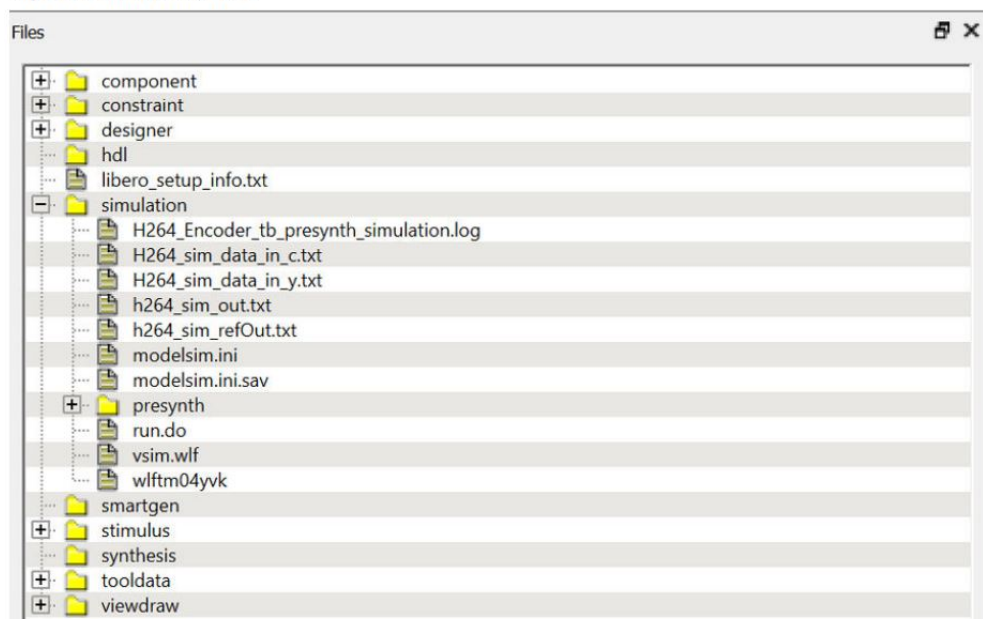 Files
component
constraint
designer
hdl
libero_setup_info.txt
simulation
H264_Encoder_tb_presynth_simulation.log
H264_sim_data_in_c.txt
H264_sim_data_in_y.txt
h264_sim_out.txt
h264_sim_refOut.txt
modelsim.ini
modelsim.ini.sav
presynth
run.do
vsim.wlf
wlftm04yvk
smartgen
stimulus
synthesis
tooldata
viewdraw